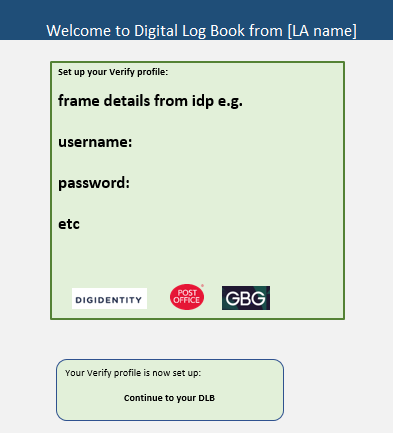 Welcome to Digital Log Book from [LA name]
Set up your Verify profile:
frame details from idp e.g.
username:
password:
etc
DIGIDENTITY
POST
OFFICE
GBG
Your Verify profile is now set up:
Continue to your DLB